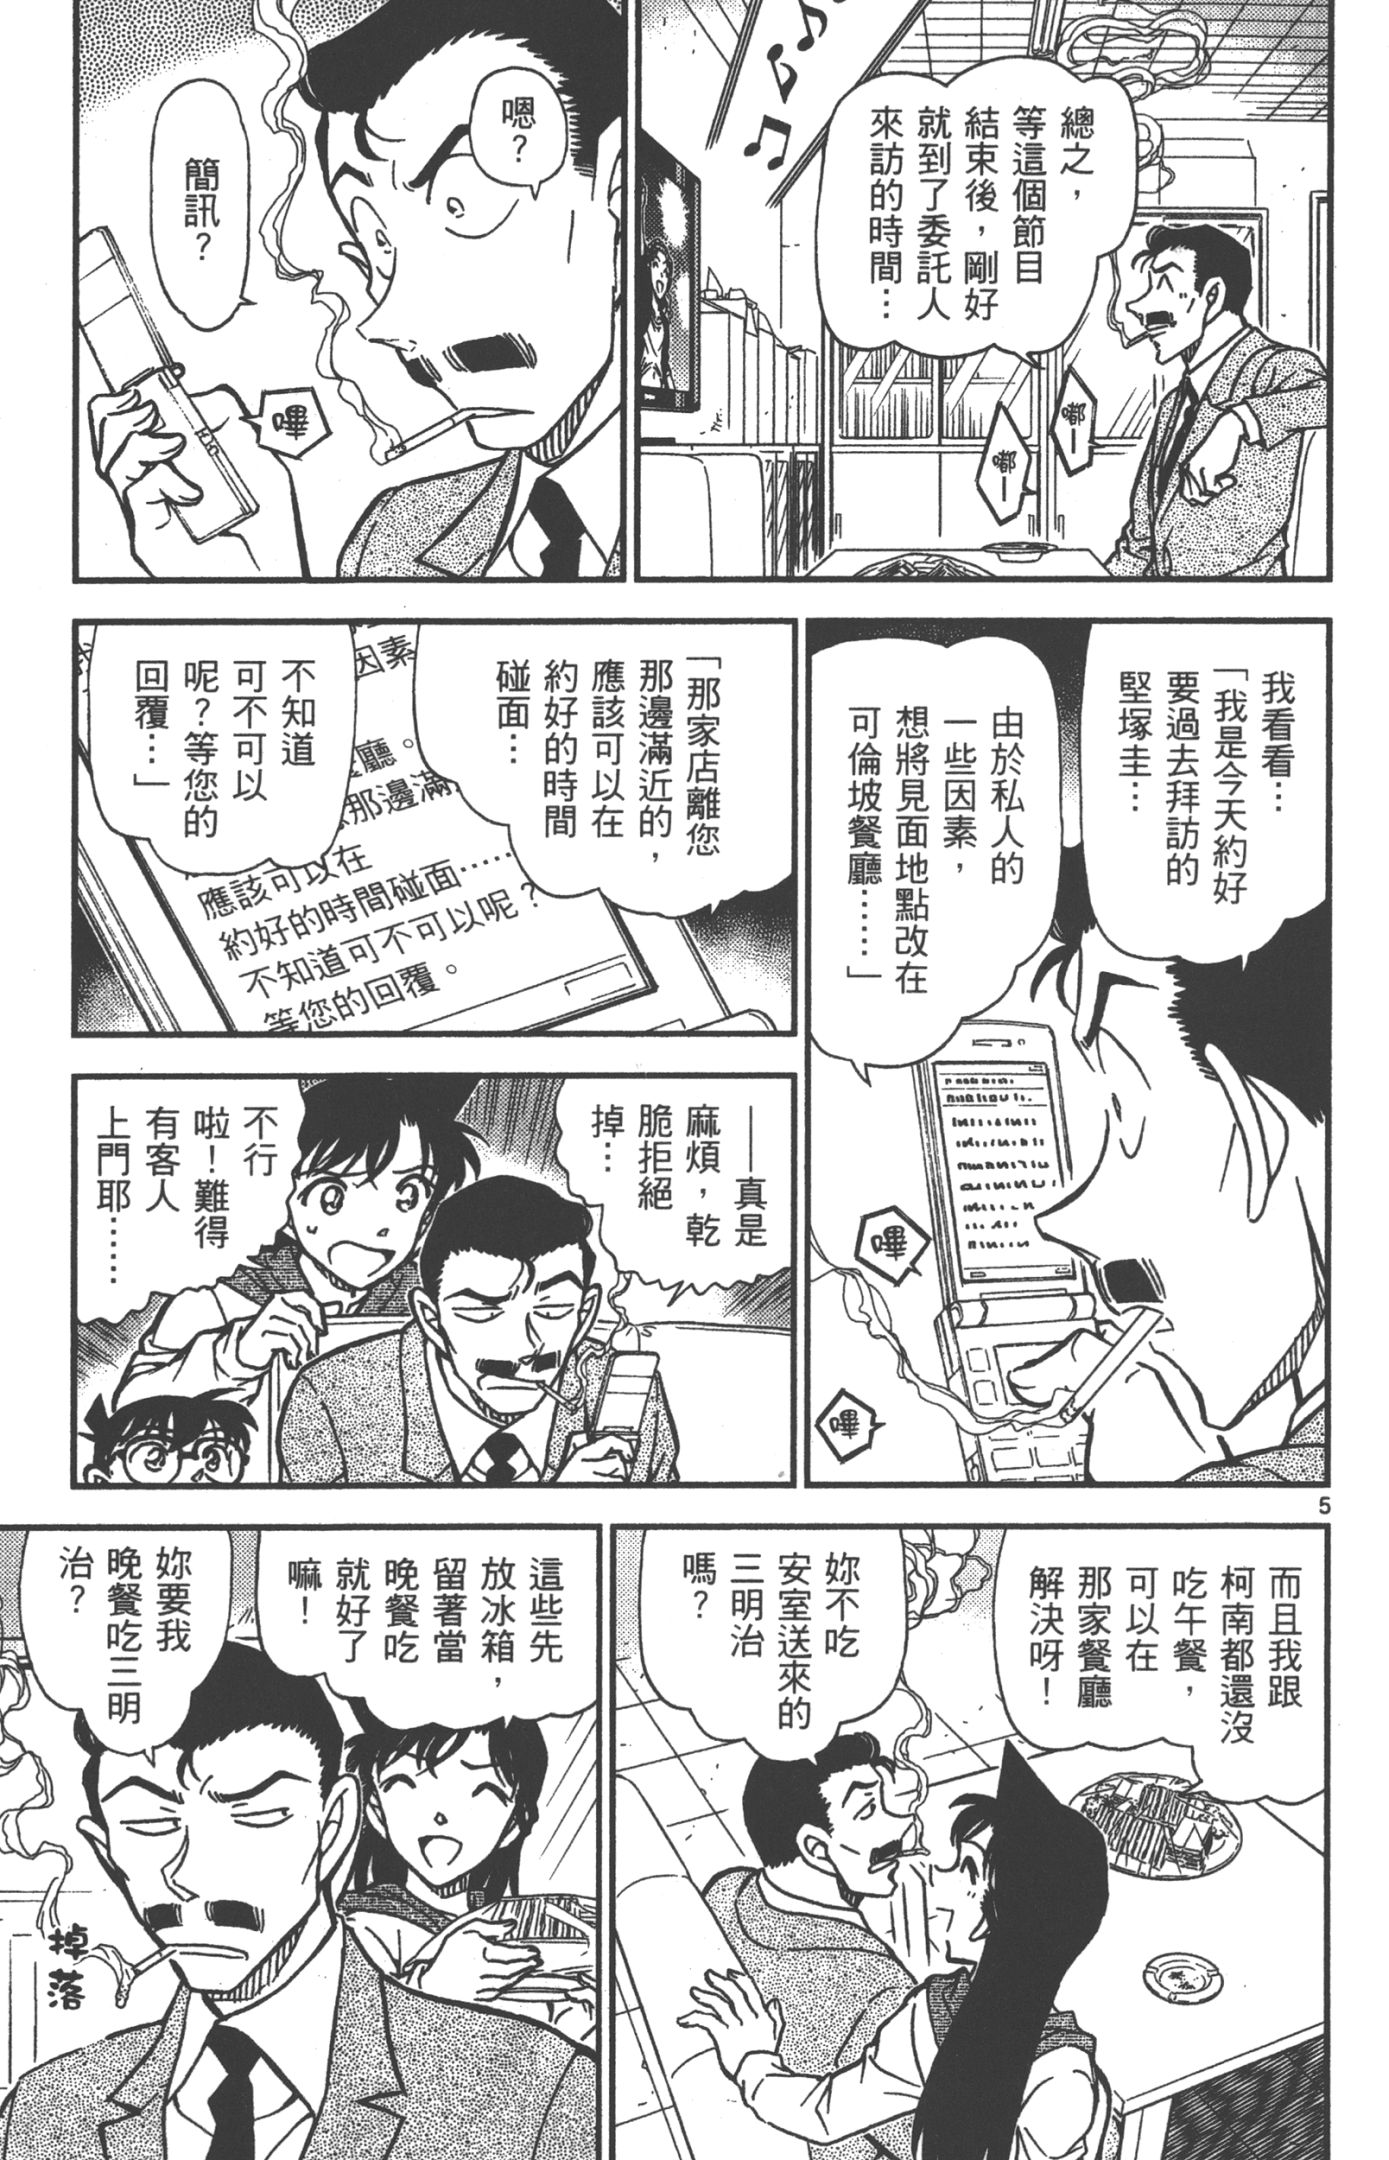 總之，
等這個節目
結束後，剛好
就到了委託人
來訪的時間…
嘟—
嘟—
嗯？
簡訊？
嗶
我看看…
「我是今天約好
要過去拜訪的
堅塚圭…
由於私人的
一些因素，
想將見面地點改在
可倫坡餐廳……」
嗶
嗶
「那家店離您
那邊滿近的，
應該可以在
約好的時間
碰面…
不知道
可不可以
呢？等您的
回覆…」
因素
廳。
那邊滿
應該可以在
約好的時間碰面……
不知道可不可以呢？
等您的回覆。
——真是
麻煩，乾
脆拒絕
掉…
不行
啦！難得
有客人
上門耶……
5
而且我跟
柯南都還沒
吃午餐，
可以在
那家餐廳
解決呀！
妳不吃
安室送來的
三明治
嗎？
這些先
放冰箱，
留著當
晚餐吃
就好了
嘛！
妳要我
晚餐吃三明
治？
掉落